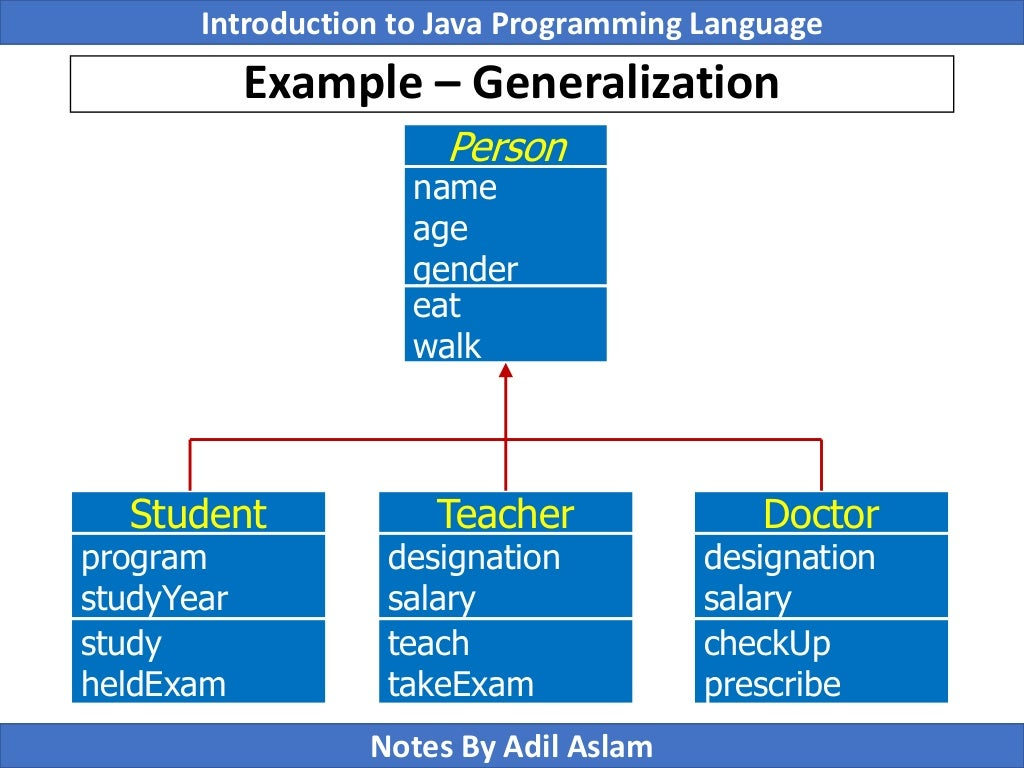 Introduction to Java Programming Language
Example – Generalization
Person
name
age
gender
eat
walk
Student
program
studyYear
study
heldExam
Teacher
designation
salary
teach
takeExam
Doctor
designation
salary
checkUp
prescribe
Notes By Adil Aslam